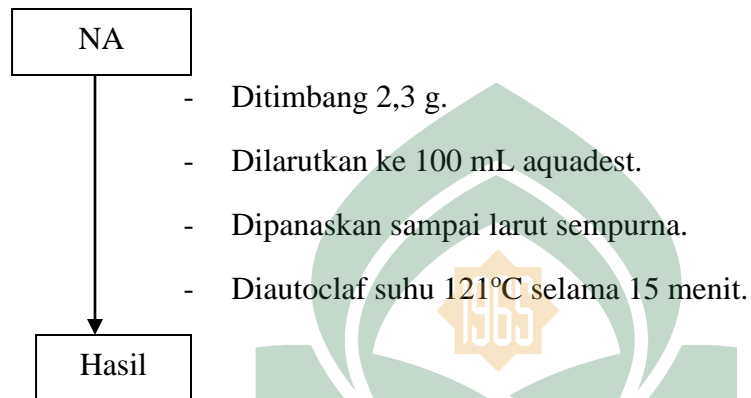 NA
- Ditimbang 2,3 g.
- Dilarutkan ke 100 mL aquadest.
- Dipanaskan sampai larut sempurna.
- Diautoclaf suhu 121°C selama 15 menit.
1965
Hasil